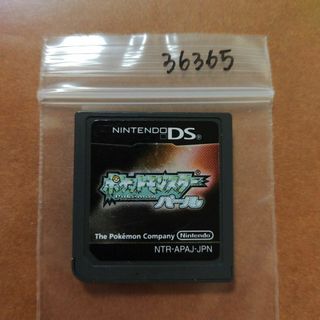 36365
NINTENDO DS
ポケットモンスター
パール
The Pokémon Company Nintendo
NTR-APAJ-JPN